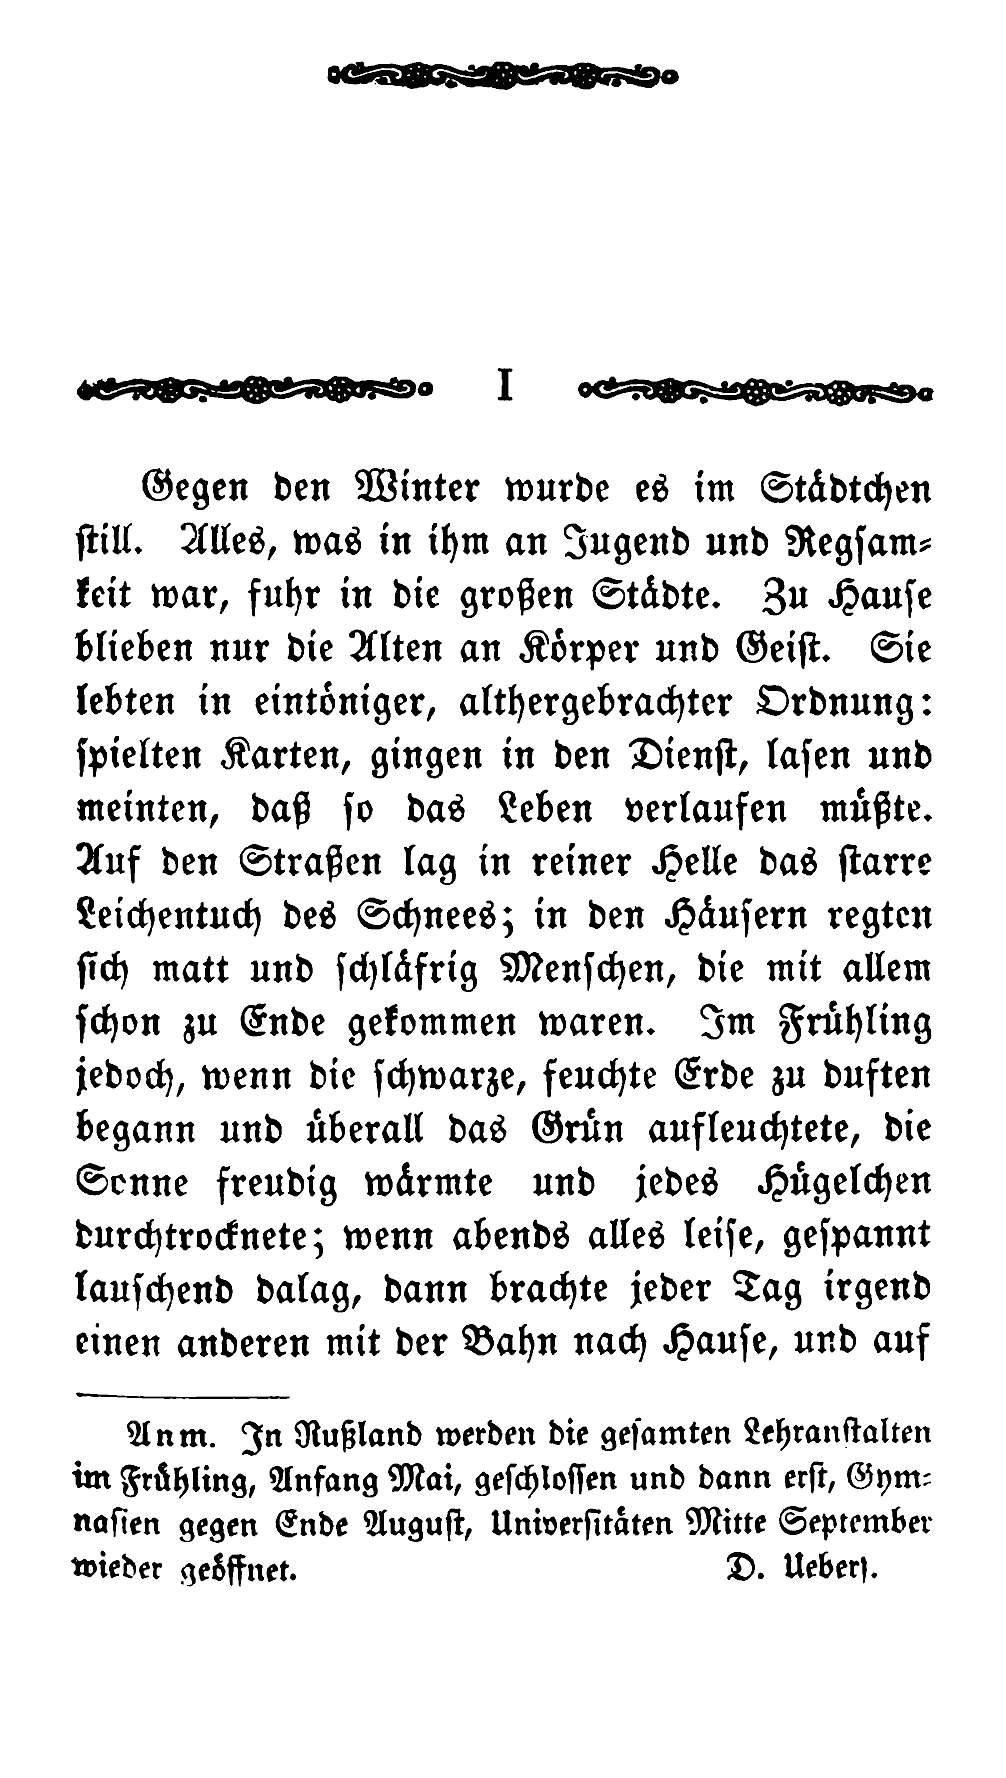 I
Gegen den Winter wurde es im Städtchen
still. Alles, was in ihm an Jugend und Regsam-
keit war, fuhr in die großen Städte. Zu Hause
blieben nur die Alten an Körper und Geist. Sie
lebten in eintöniger, althergebrachter Ordnung:
spielten Karten, gingen in den Dienst, lasen und
meinten, daß so das Leben verlaufen müßte.
Auf den Straßen lag in reiner Helle das starre
Leichentuch des Schnees; in den Häusern regten
sich matt und schläfrig Menschen, die mit allem
schon zu Ende gekommen waren. Im Frühling
jedoch, wenn die schwarze, feuchte Erde zu duften
begann und überall das Grün aufleuchtete, die
Sonne freudig wärmte und jedes Hügelchen
durchtrocknete; wenn abends alles leise, gespannt
lauschend dalag, dann brachte jeder Tag irgend
einen anderen mit der Bahn nach Hause, und auf
Anm. In Rußland werden die gesamten Lehranstalten
im Frühling, Anfang Mai, geschlossen und dann erst, Gym-
nasien gegen Ende August, Universitäten Mitte September
wieder geöffnet. D. Uebers.